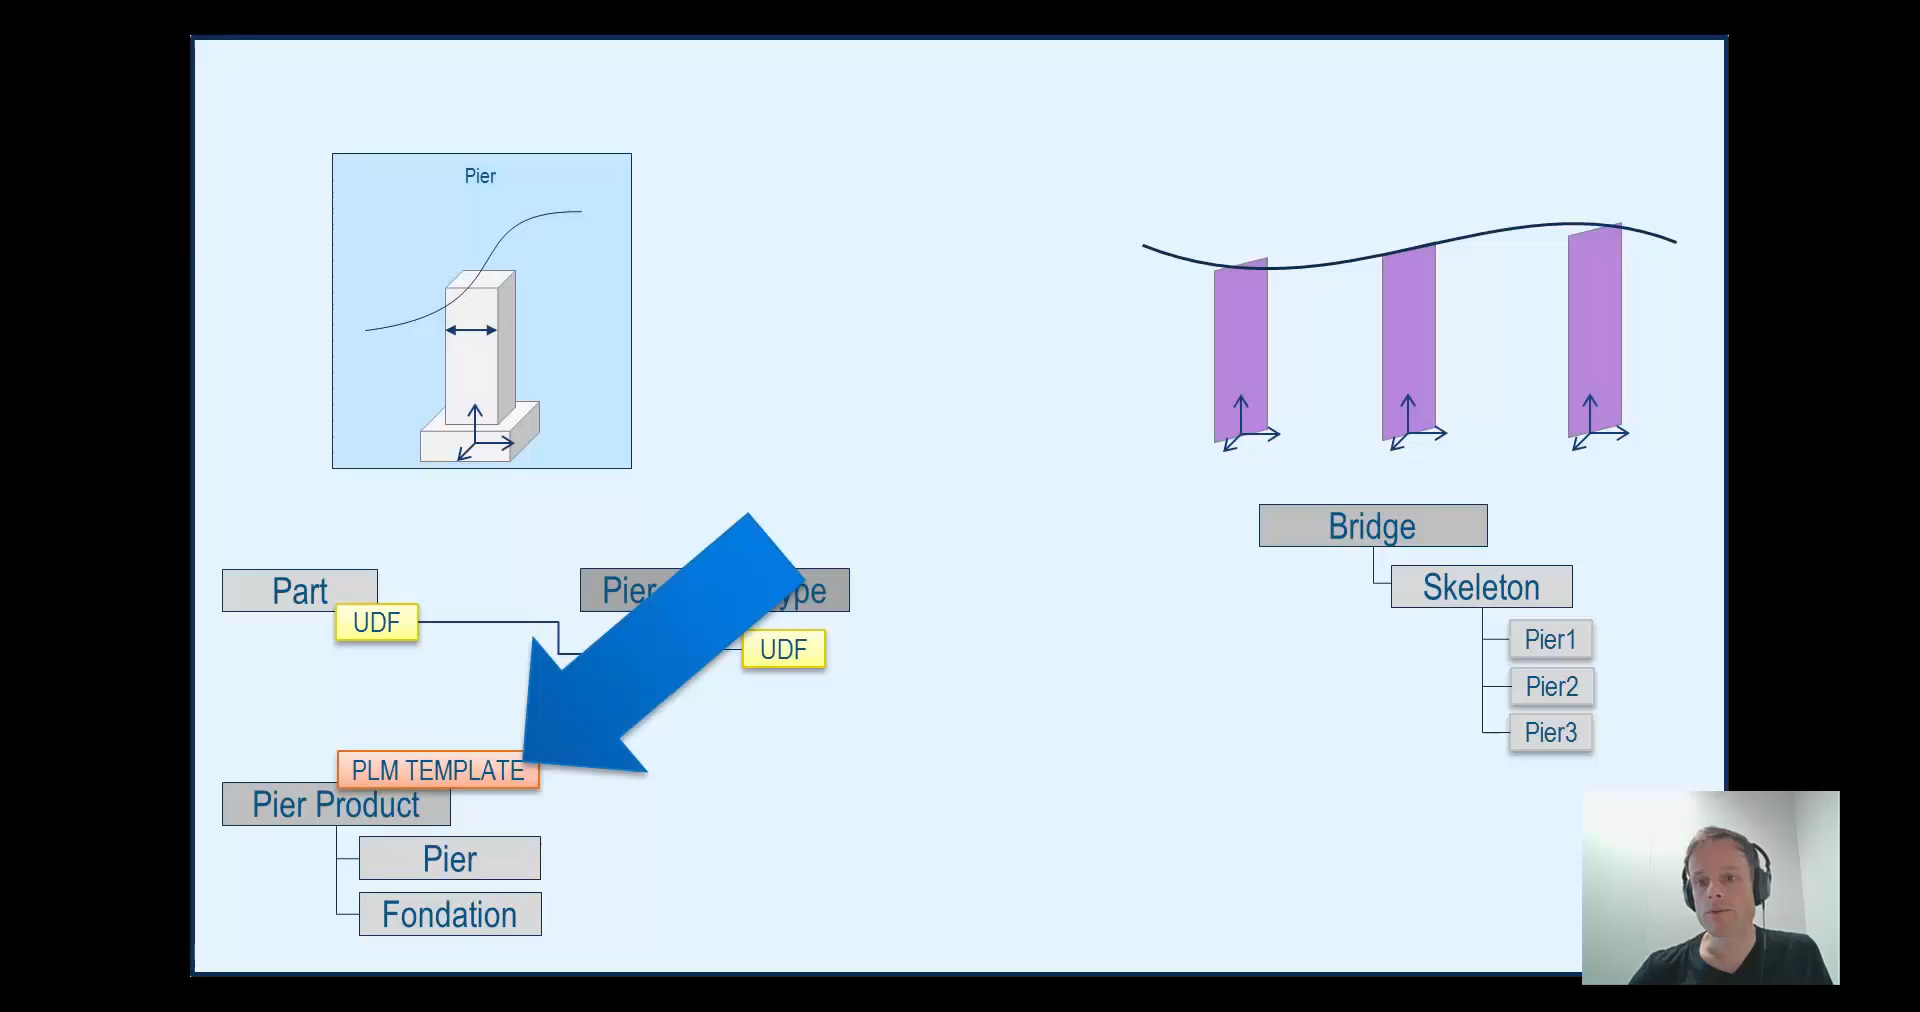 Pier
Part
UDF
Pier
ype
UDF
PLM TEMPLATE
Pier Product
Pier
Fondation
Bridge
Skeleton
Pier1
Pier2
Pier3